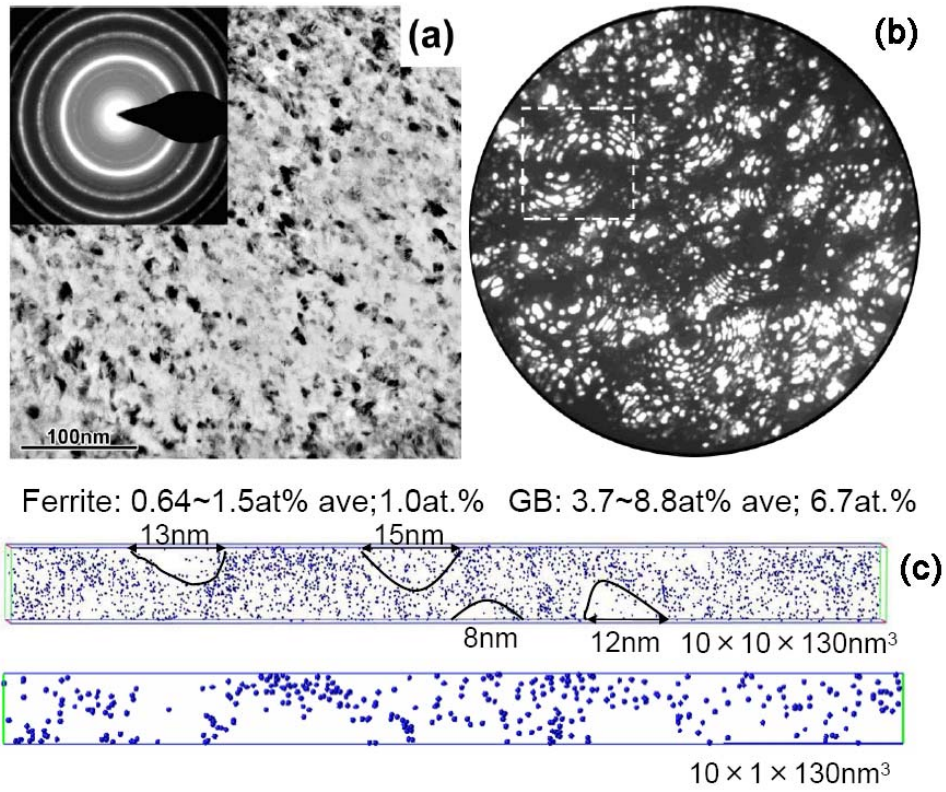 (a)
(b)
100nm
Ferrite: 0.64~1.5at% ave;1.0at.% GB: 3.7~8.8at% ave; 6.7at.%
13nm
15nm
(c)
8nm
12nm
10 × 10 × 130nm³
10 × 1 × 130nm³